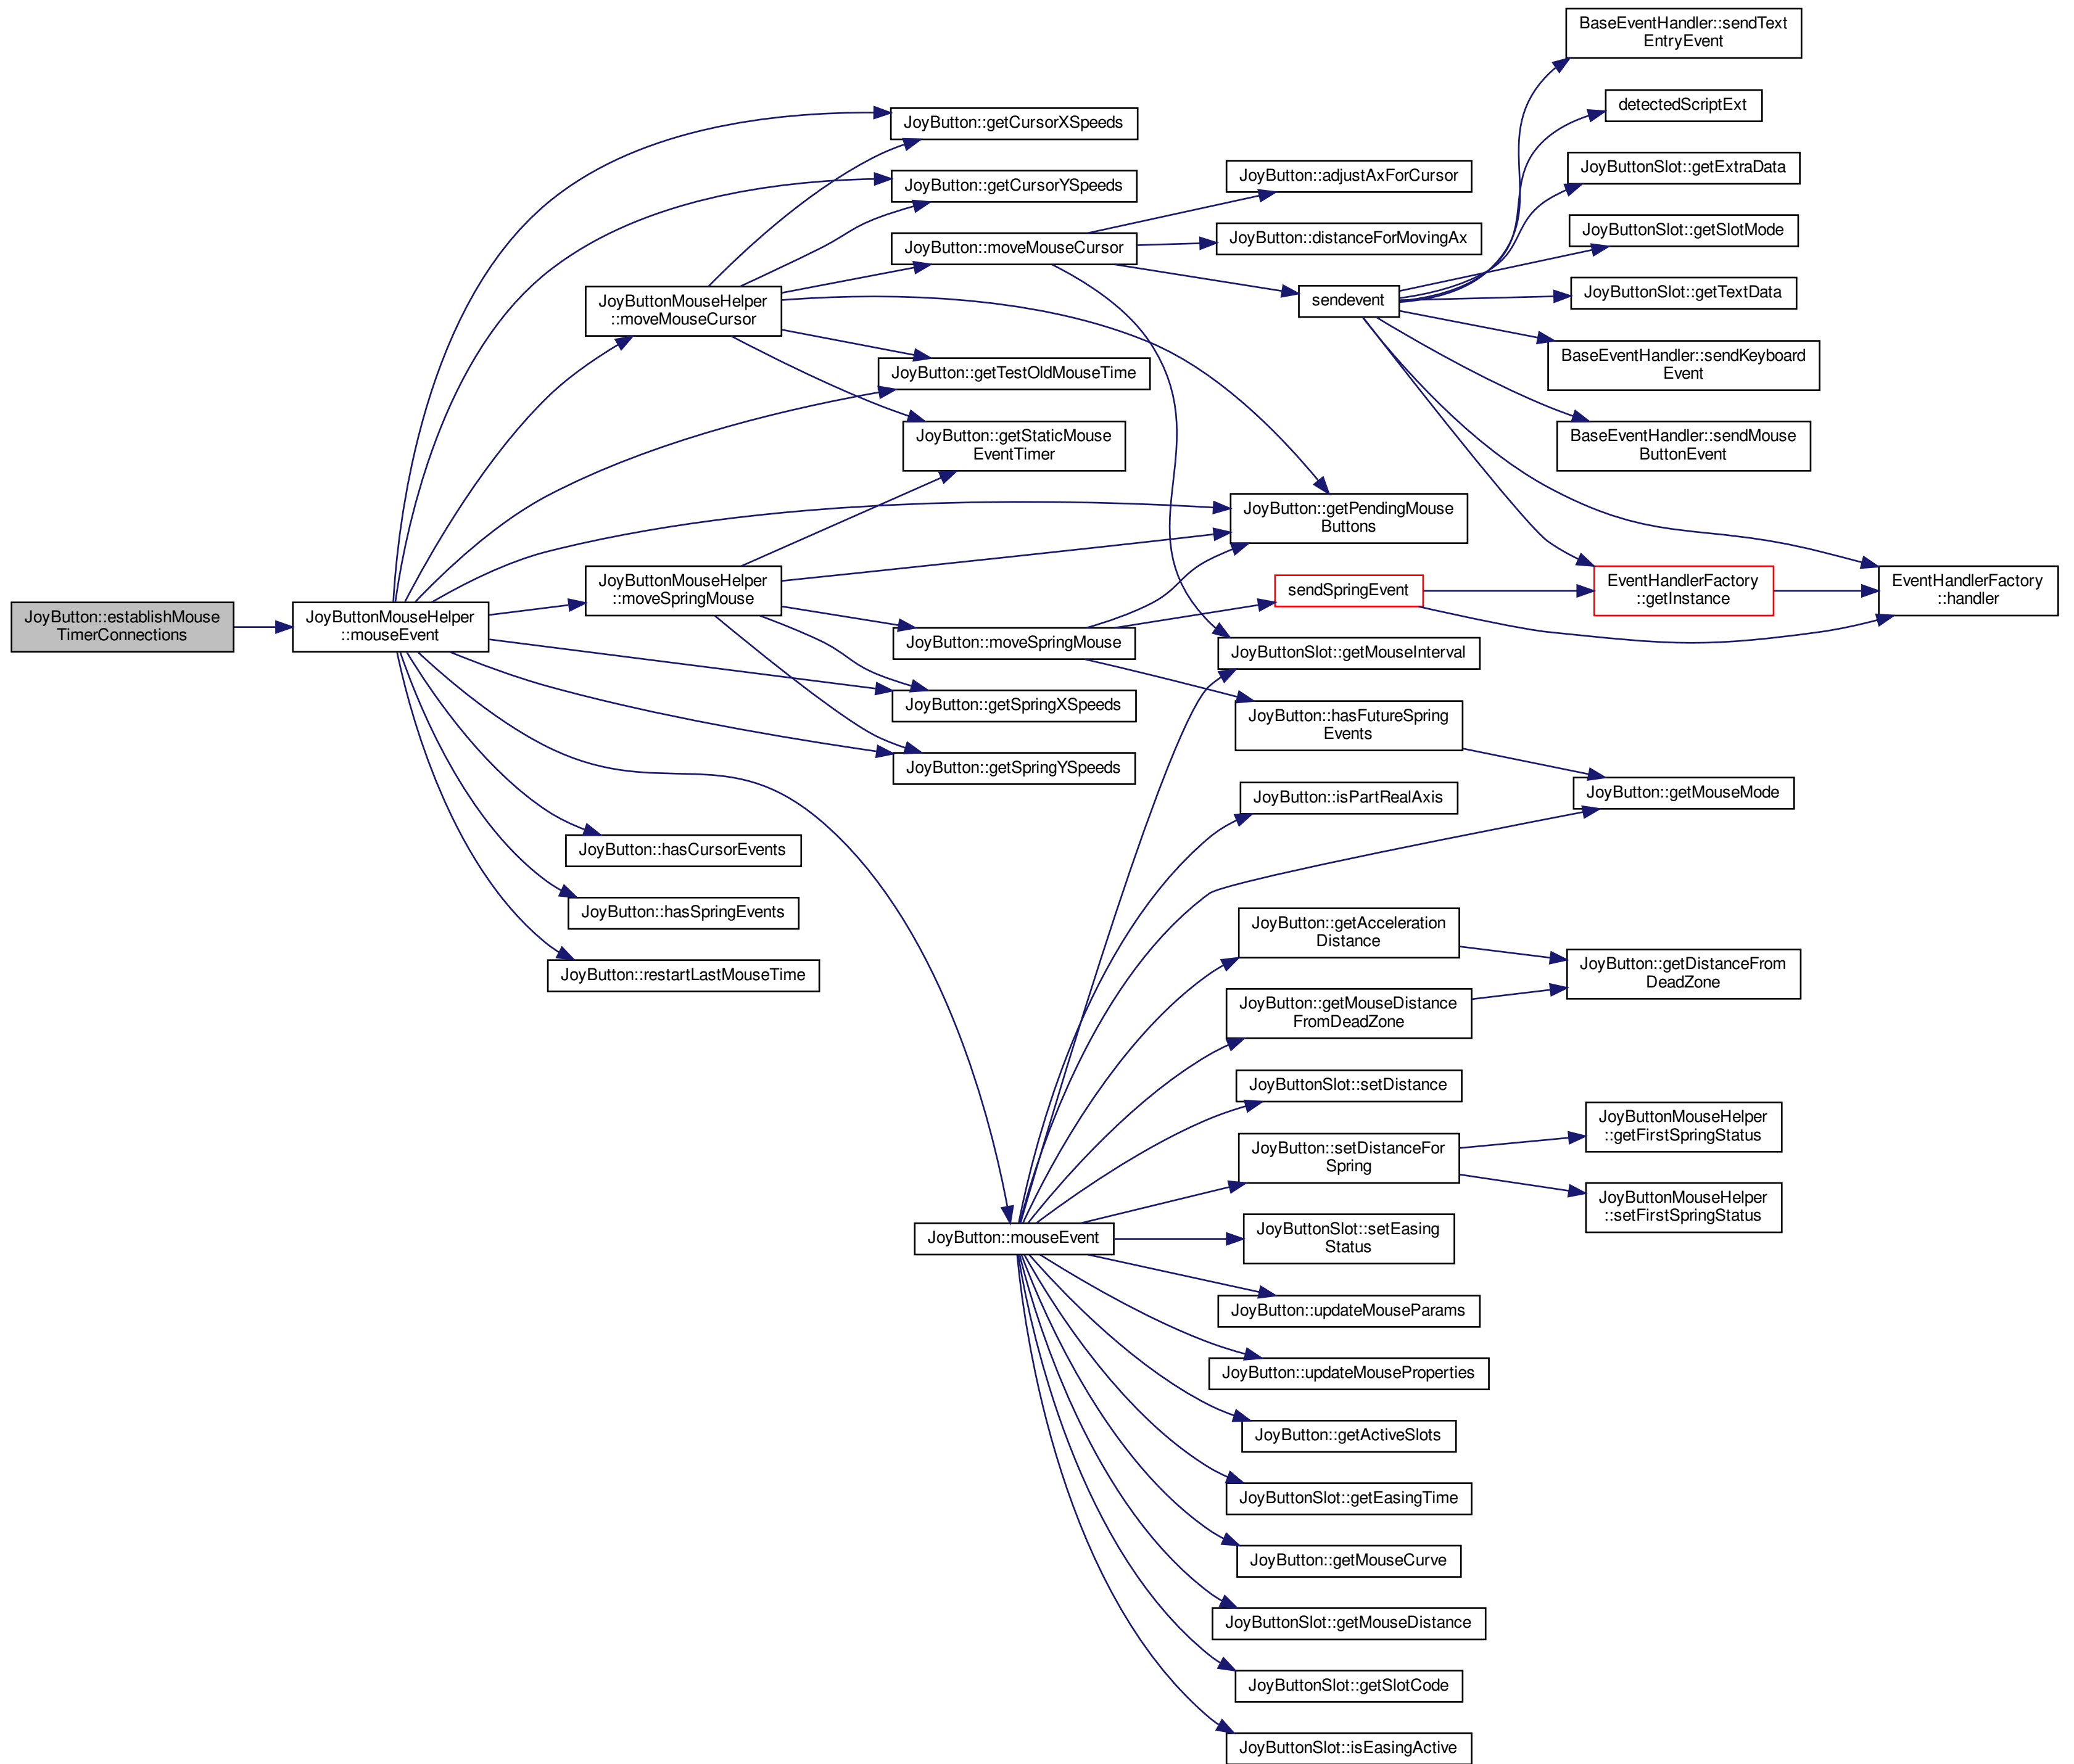 JoyButton::establishMouse
TimerConnections
JoyButtonMouseHelper
::mouseEvent
JoyButtonMouseHelper
::moveMouseCursor
JoyButtonMouseHelper
::moveSpringMouse
JoyButton::hasCursorEvents
JoyButton::hasSpringEvents
JoyButton::restartLastMouseTime
JoyButton::getCursorXSpeeds
JoyButton::getCursorYSpeeds
JoyButton::moveMouseCursor
JoyButton::getTestOldMouseTime
JoyButton::getStaticMouse
EventTimer
JoyButton::moveSpringMouse
JoyButton::getSpringXSpeeds
JoyButton::getSpringYSpeeds
JoyButton::mouseEvent
JoyButton::adjustAxForCursor
JoyButton::distanceForMovingAx
sendevent
JoyButton::getPendingMouse
Buttons
sendSpringEvent
JoyButtonSlot::getMouseInterval
JoyButton::hasFutureSpring
Events
JoyButton::isPartRealAxis
JoyButton::getAcceleration
Distance
JoyButton::getMouseDistance
FromDeadZone
JoyButtonSlot::setDistance
JoyButton::setDistanceFor
Spring
JoyButtonSlot::setEasing
Status
JoyButton::updateMouseParams
JoyButton::updateMouseProperties
JoyButton::getActiveSlots
JoyButtonSlot::getEasingTime
JoyButton::getMouseCurve
JoyButtonSlot::getMouseDistance
JoyButtonSlot::getSlotCode
JoyButtonSlot::isEasingActive
BaseEventHandler::sendText
EntryEvent
detectedScriptExt
JoyButtonSlot::getExtraData
JoyButtonSlot::getSlotMode
JoyButtonSlot::getTextData
BaseEventHandler::sendKeyboard
Event
BaseEventHandler::sendMouse
ButtonEvent
EventHandlerFactory
::getInstance
EventHandlerFactory
::handler
JoyButton::getMouseMode
JoyButton::getDistanceFrom
DeadZone
JoyButtonMouseHelper
::getFirstSpringStatus
JoyButtonMouseHelper
::setFirstSpringStatus